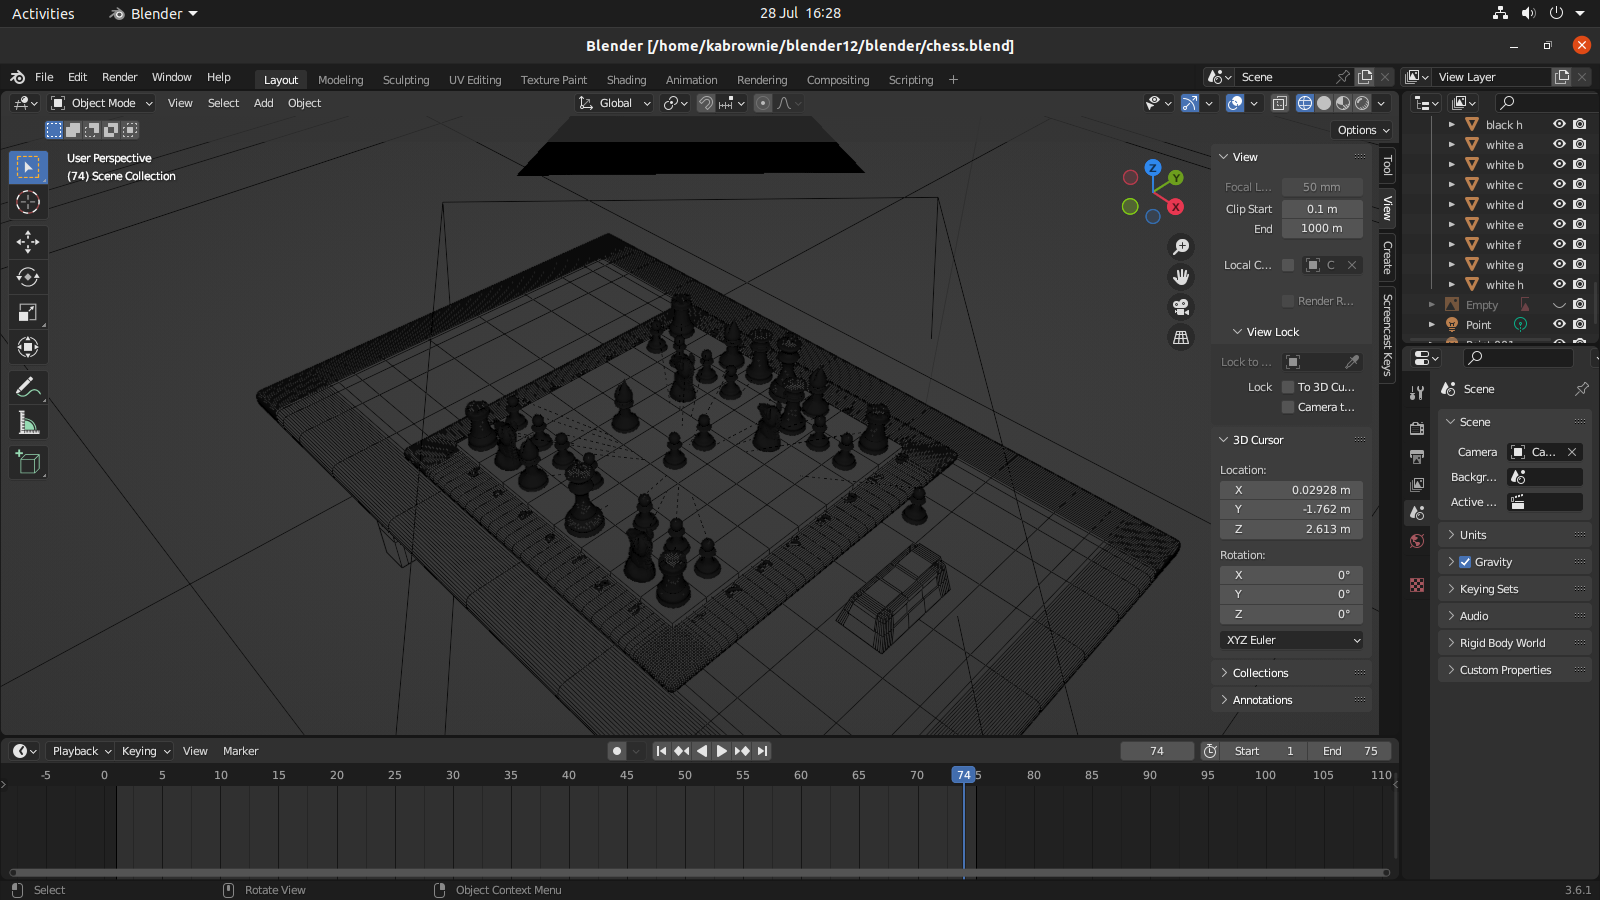 Activities Blender 28 Jul 16:28
Blender [/home/kabrownie/blender12/blender/chess.blend]
File Edit Render Window Help Layout Modeling Sculpting UV Editing Texture Paint Shading Animation Rendering Compositing Scripting + Scene View Layer
Object Mode View Select Add Object Global
Options
User Perspective
(74) Scene Collection
Z
Y
X
View
Focal L... 50 mm
Clip Start 0.1 m
End 1000 m
Local C... C
Render R...
View Lock
Lock to ...
Lock To 3D Cu...
Camera t...
3D Cursor
Location:
X 0.02928 m
Y -1.762 m
Z 2.613 m
Rotation:
X 0°
Y 0°
Z 0°
XYZ Euler
Collections
Annotations
Tool
View
Create
Screencast Keys
black h
white a
white b
white c
white d
white e
white f
white g
white h
Empty
Point
Scene
Scene
Camera Ca...
Backgr...
Active ...
Units
Gravity
Keying Sets
Audio
Rigid Body World
Custom Properties
Playback Keying View Marker 74 Start 1 End 75
-5 0 5 10 15 20 25 30 35 40 45 50 55 60 65 70 74 5 80 85 90 95 100 105 110
Select Rotate View Object Context Menu 3.6.1